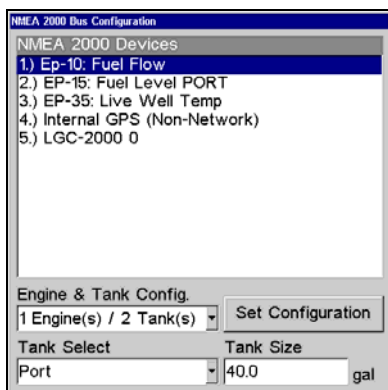 NMEA 2000 Bus Configuration
NMEA 2000 Devices
1.) Ep-10: Fuel Flow
2.) EP-15: Fuel Level PORT
3.) EP-35: Live Well Temp
4.) Internal GPS (Non-Network)
5.) LGC-2000 0
Engine & Tank Config.
1 Engine(s) / 2 Tank(s)
Set Configuration
Tank Select
Tank Size
Port
40.0
gal